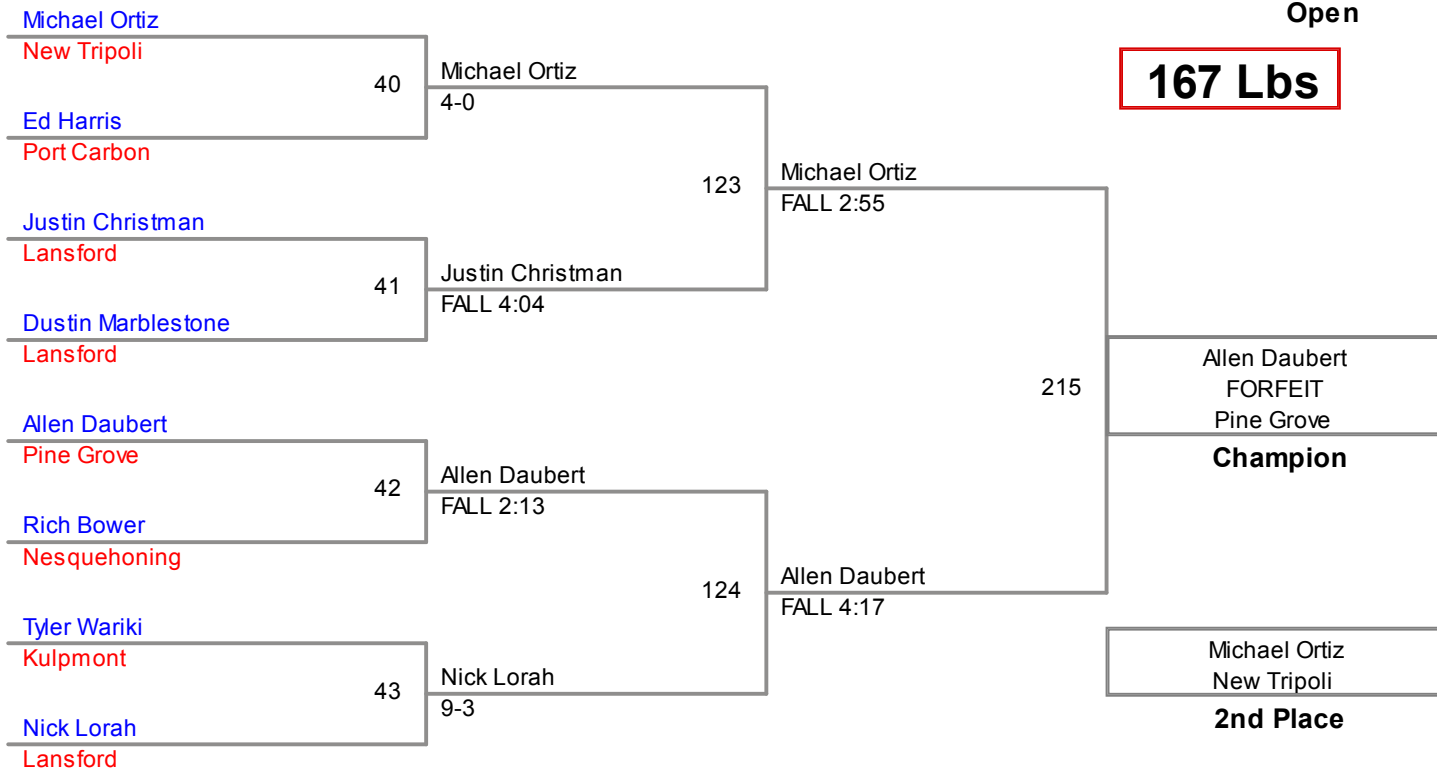 Open
167 Lbs
Michael Ortiz
New Tripoli
40
Ed Harris
Port Carbon
Michael Ortiz
4-0
Justin Christman
Lansford
41
Dustin Marblestone
Lansford
Justin Christman
FALL 4:04
123
Michael Ortiz
FALL 2:55
Allen Daubert
Pine Grove
42
Rich Bower
Nesquehoning
Allen Daubert
FALL 2:13
Tyler Wariki
Kulpmont
43
Nick Lorah
Lansford
Nick Lorah
9-3
124
Allen Daubert
FALL 4:17
215
Allen Daubert
FORFEIT
Pine Grove
Champion
Michael Ortiz
New Tripoli
2nd Place